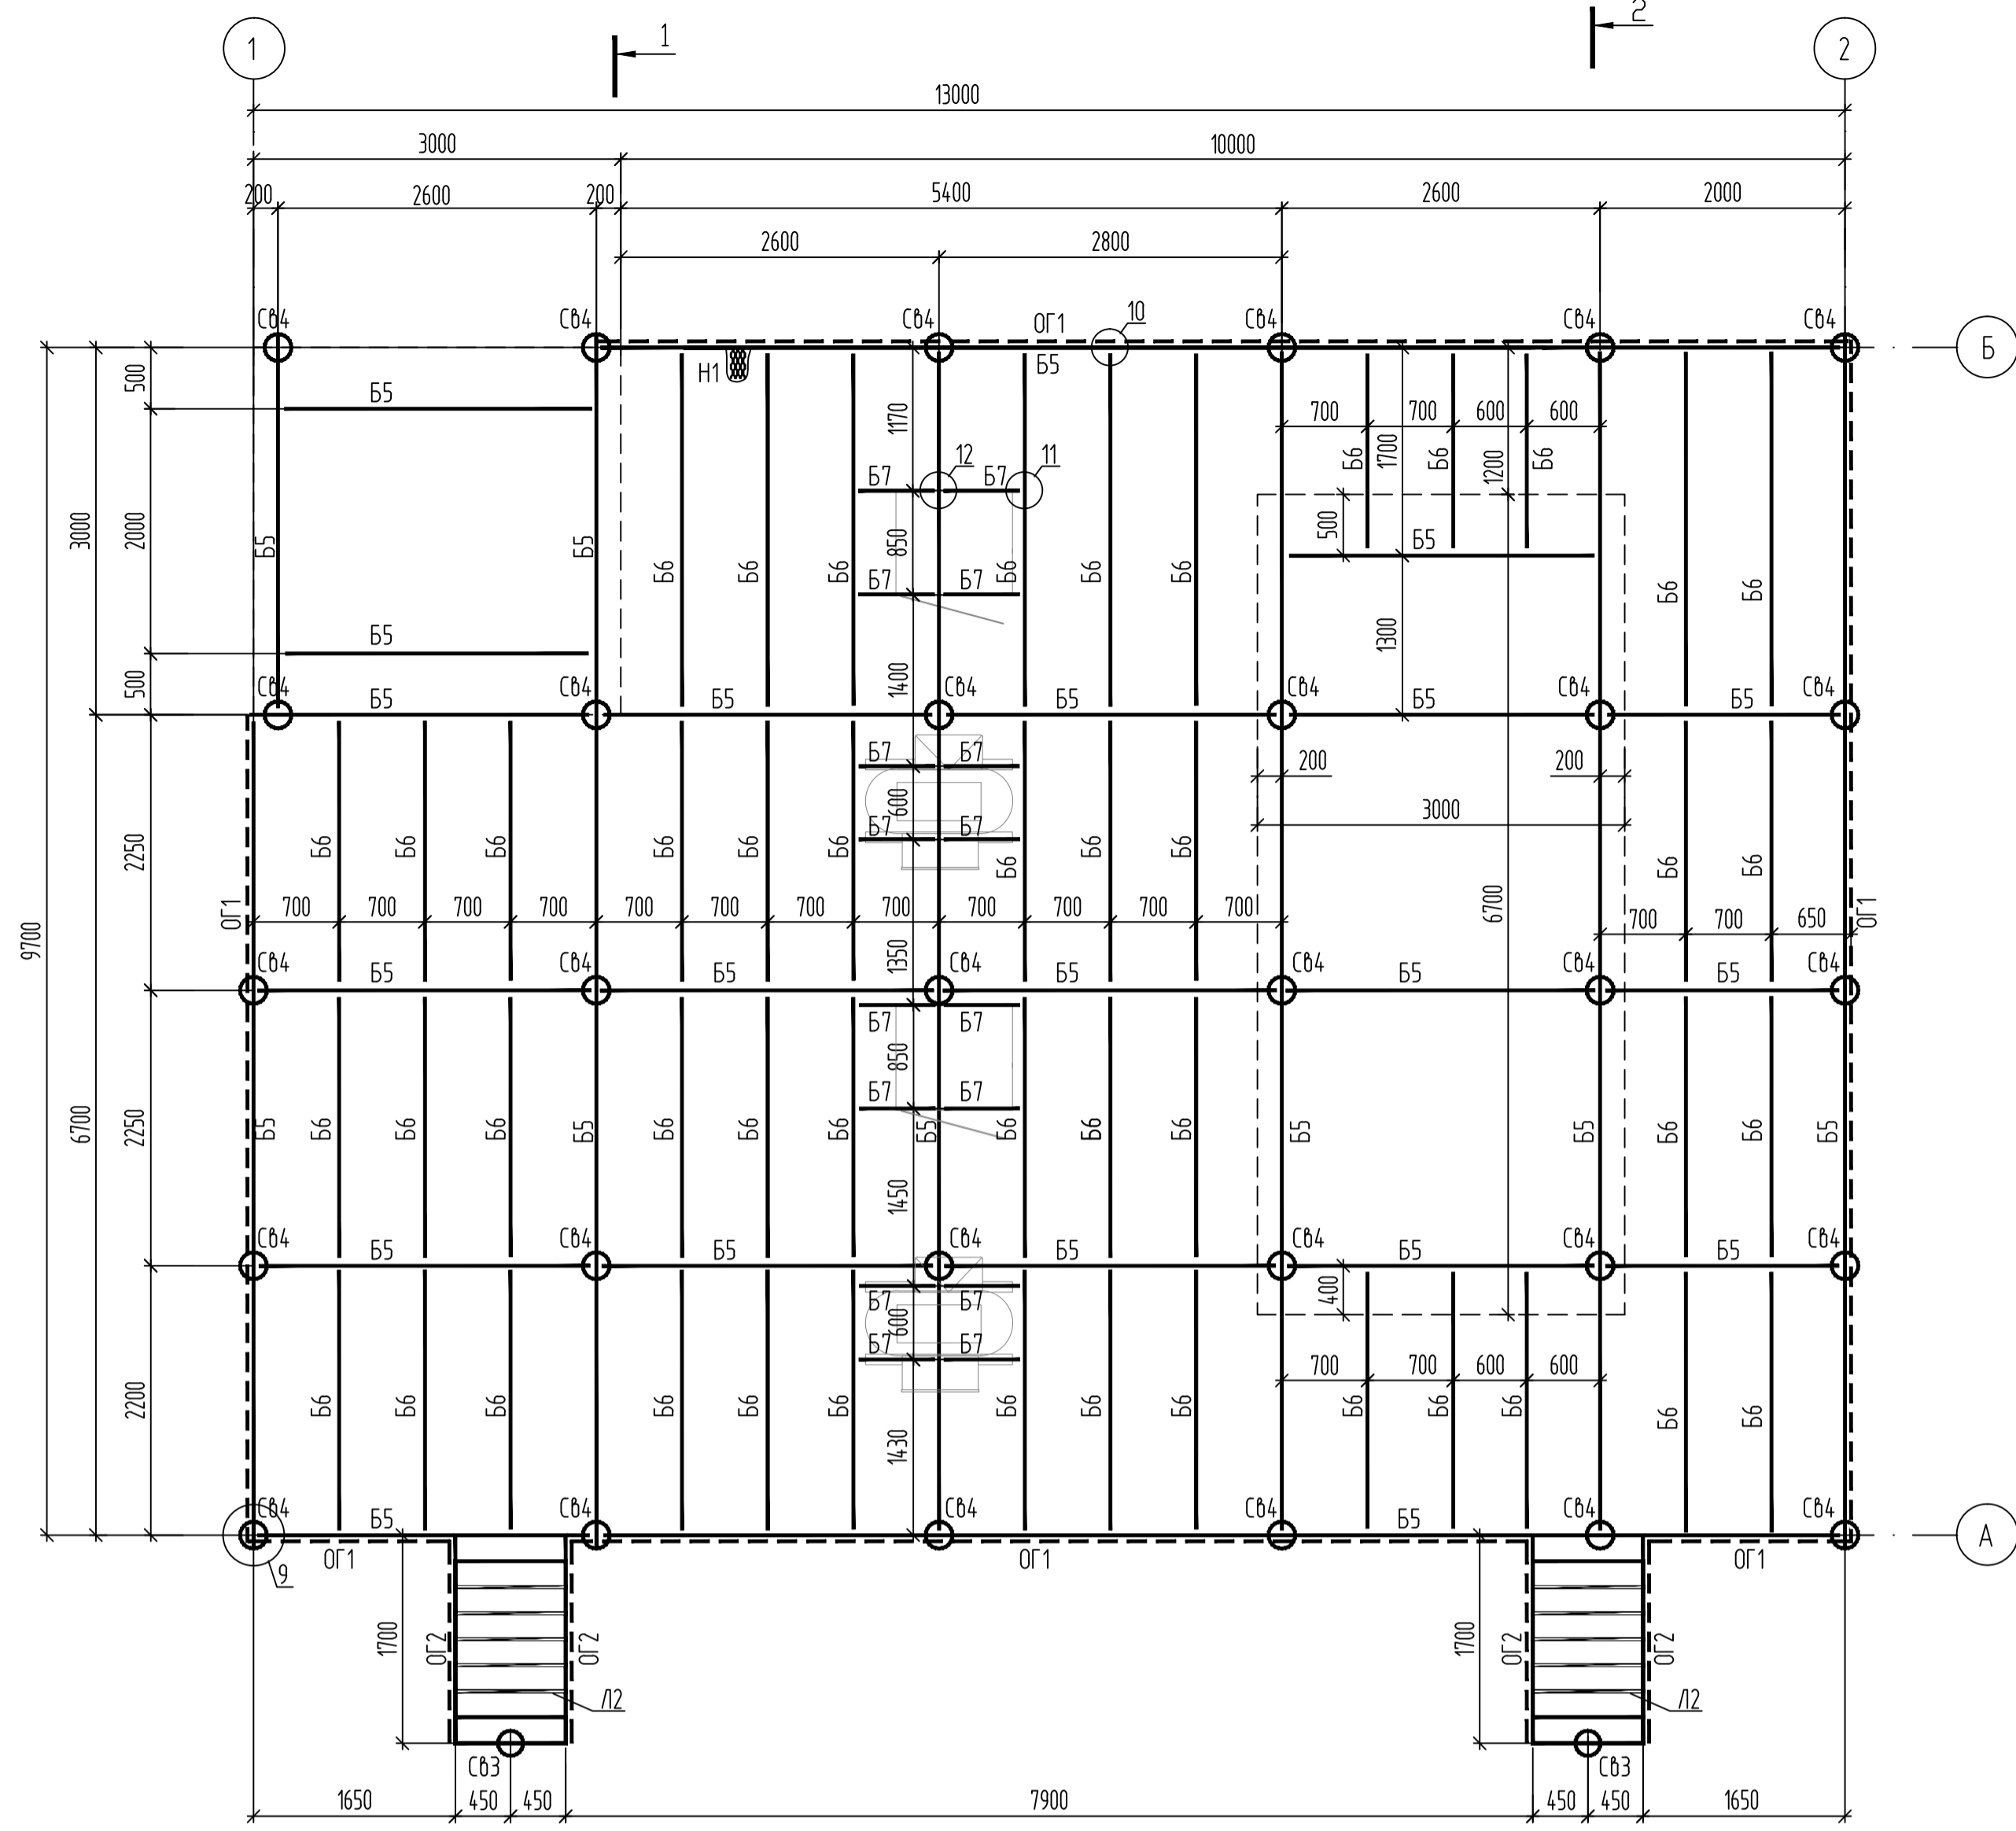 1 1 2 2
13000
3000 10000
200 2600 200 5400 2600 2000
2600 2800
Св4 Св4 Св4 ОГ1 10 Св4 Св4 Св4
Б
Н1 Б5
500 Б5 1170 700 700 600 600
Б6 1700 Б6 1200 Б6
Б7 12 Б7 11
3000 2000 Б5 Б5 850 500 Б5
Б6 Б6 Б6 Б7 Б7 Б6 Б6 Б6 Б6 Б6
Б5 1300
500 Св4 Св4 1400 Св4 Св4 Св4 Св4
Б5 Б5 Б5 Б5 Б5
Б7 Б7 200 200
600 3000
2250 Б6 Б6 Б6 Б6 Б6 Б6 Б7 Б7 Б6 Б6 Б6 Б6 Б6
9700 ОГ1 700 700 700 700 700 700 700 700 700 700 700 700 6700 700 700 650 ОГ1
1350
Св4 Св4 Св4 Св4 Св4 Св4
Б5 Б5 Б5 Б5 Б5
Б7 Б7
850
Б7 Б7
6700 2250 Б5 Б6 Б6 Б6 Б5 Б6 Б6 Б6 Б5 Б6 Б6 Б6 Б5 Б5 Б6 Б6 Б5
1450
Св4 Св4 Св4 Св4 Св4 Св4
Б5 Б5 Б5 Б5 Б5
Б7 Б7 400
600
Б7 Б7 700 700 600 600
2200 Б6 Б6 Б6 Б6 Б6 Б6 Б6 Б6 Б6 Б6 Б6 Б6 Б6 Б6
1430
Св4 Б5 Св4 Св4 Св4 Б5 Св4 Св4
А
9 ОГ1 ОГ1 ОГ1
1700 ОГ2 ОГ2 1700 ОГ2 ОГ2
Л2 Л2
Св3 Св3
1650 450 450 7900 450 450 1650